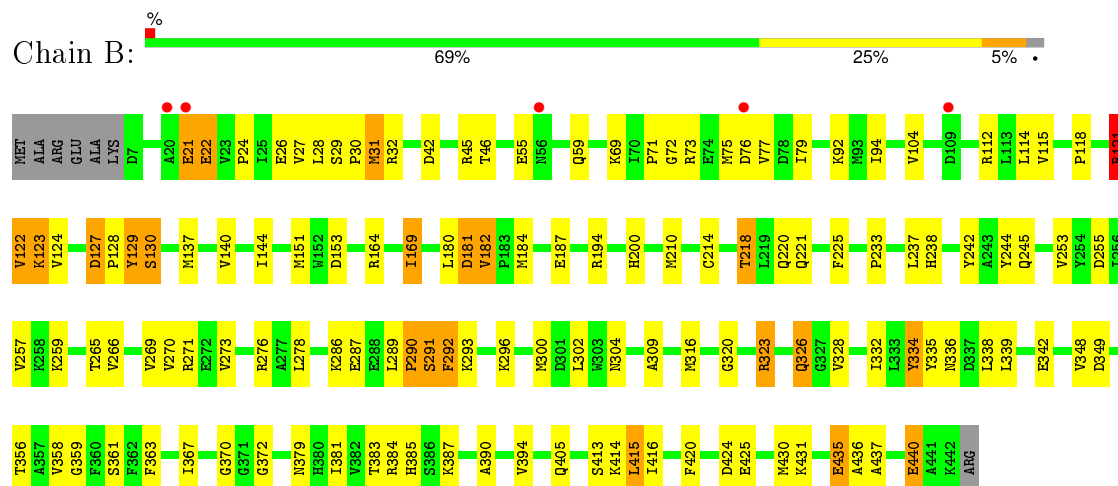 %
Chain B:
69% 25% 5% •
MET ALA ARG GLU ALA LYS D7 A20 E21 E22 V23 P24 I25 E26 V27 L28 S29 P30 M31 R32 D42 R45 T46 E55 N56 Q59 K69 I70 P71 G72 R73 E74 M75 D76 V77 D78 I79 K92 M93 I94 V104 D109 R112 L113 L114 V115 P118 R121
V122 K123 V124 D127 P128 Y129 S130 M137 V140 I144 M151 W152 D153 R164 I169 L180 D181 V182 P183 M184 E187 R194 H200 M210 C214 T218 L219 Q220 Q221 F225 P233 L237 H238 Y242 A243 Y244 Q245 V253 Y254 D255 I256
V257 K258 K259 T265 V266 V269 V270 R271 E272 V273 R276 A277 L278 K286 E287 E288 L289 P290 S291 F292 K293 K296 M300 D301 L302 W303 N304 A309 M316 G320 R323 Q326 G327 V328 I332 L333 Y334 Y335 N336 D337 L338 L339 E342 V348 D349
T356 A357 V358 G359 F360 S361 F362 F363 I367 G370 G371 G372 N379 H380 I381 V382 T383 R384 H385 S386 K387 A390 V394 Q405 S413 K414 L415 I416 F420 D424 E425 M430 K431 E435 A436 A437 E440 A441 K442 ARG